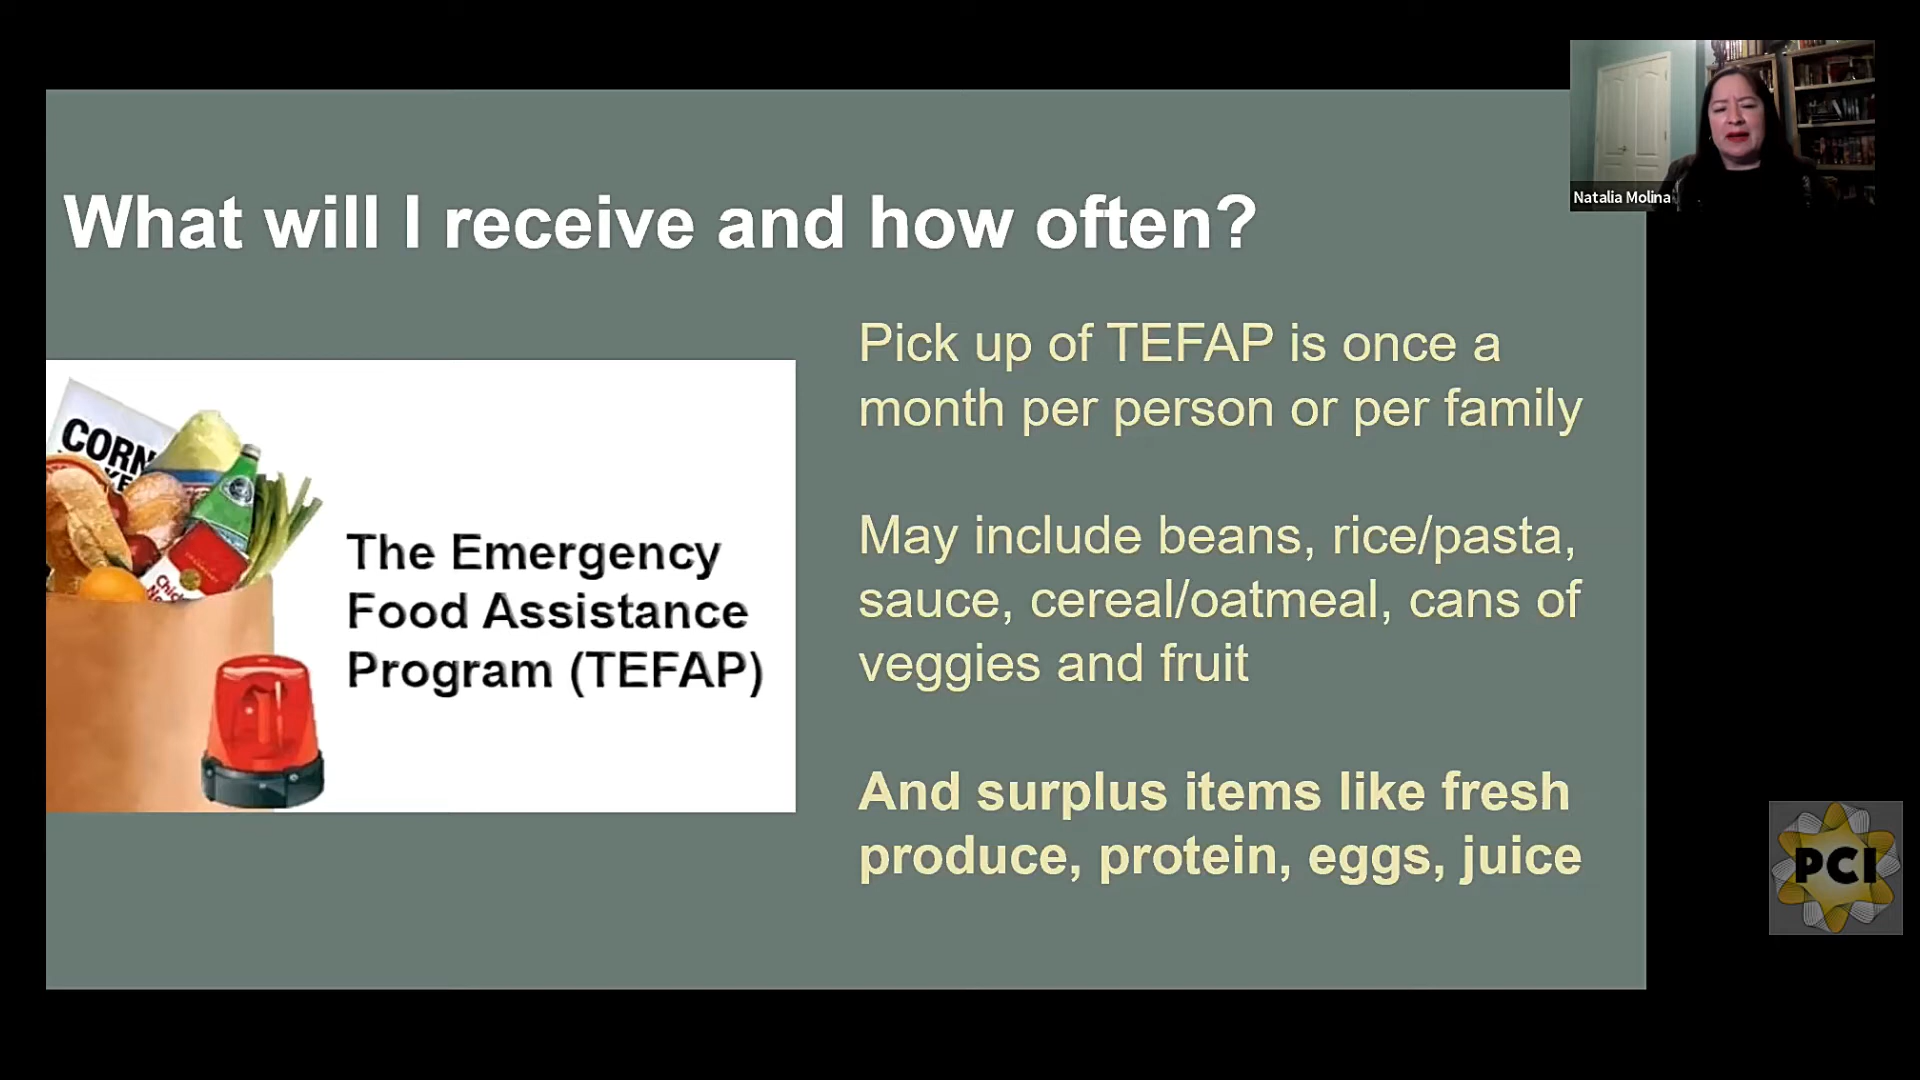 What will I receive and how often?
Natalia Molina
Pick up of TEFAP is once a
month per person or per family
May include beans, rice/pasta,
sauce, cereal/oatmeal, cans of
veggies and fruit
And surplus items like fresh
produce, protein, eggs, juice
CORN
The Emergency
Food Assistance
Program (TEFAP)
PCI